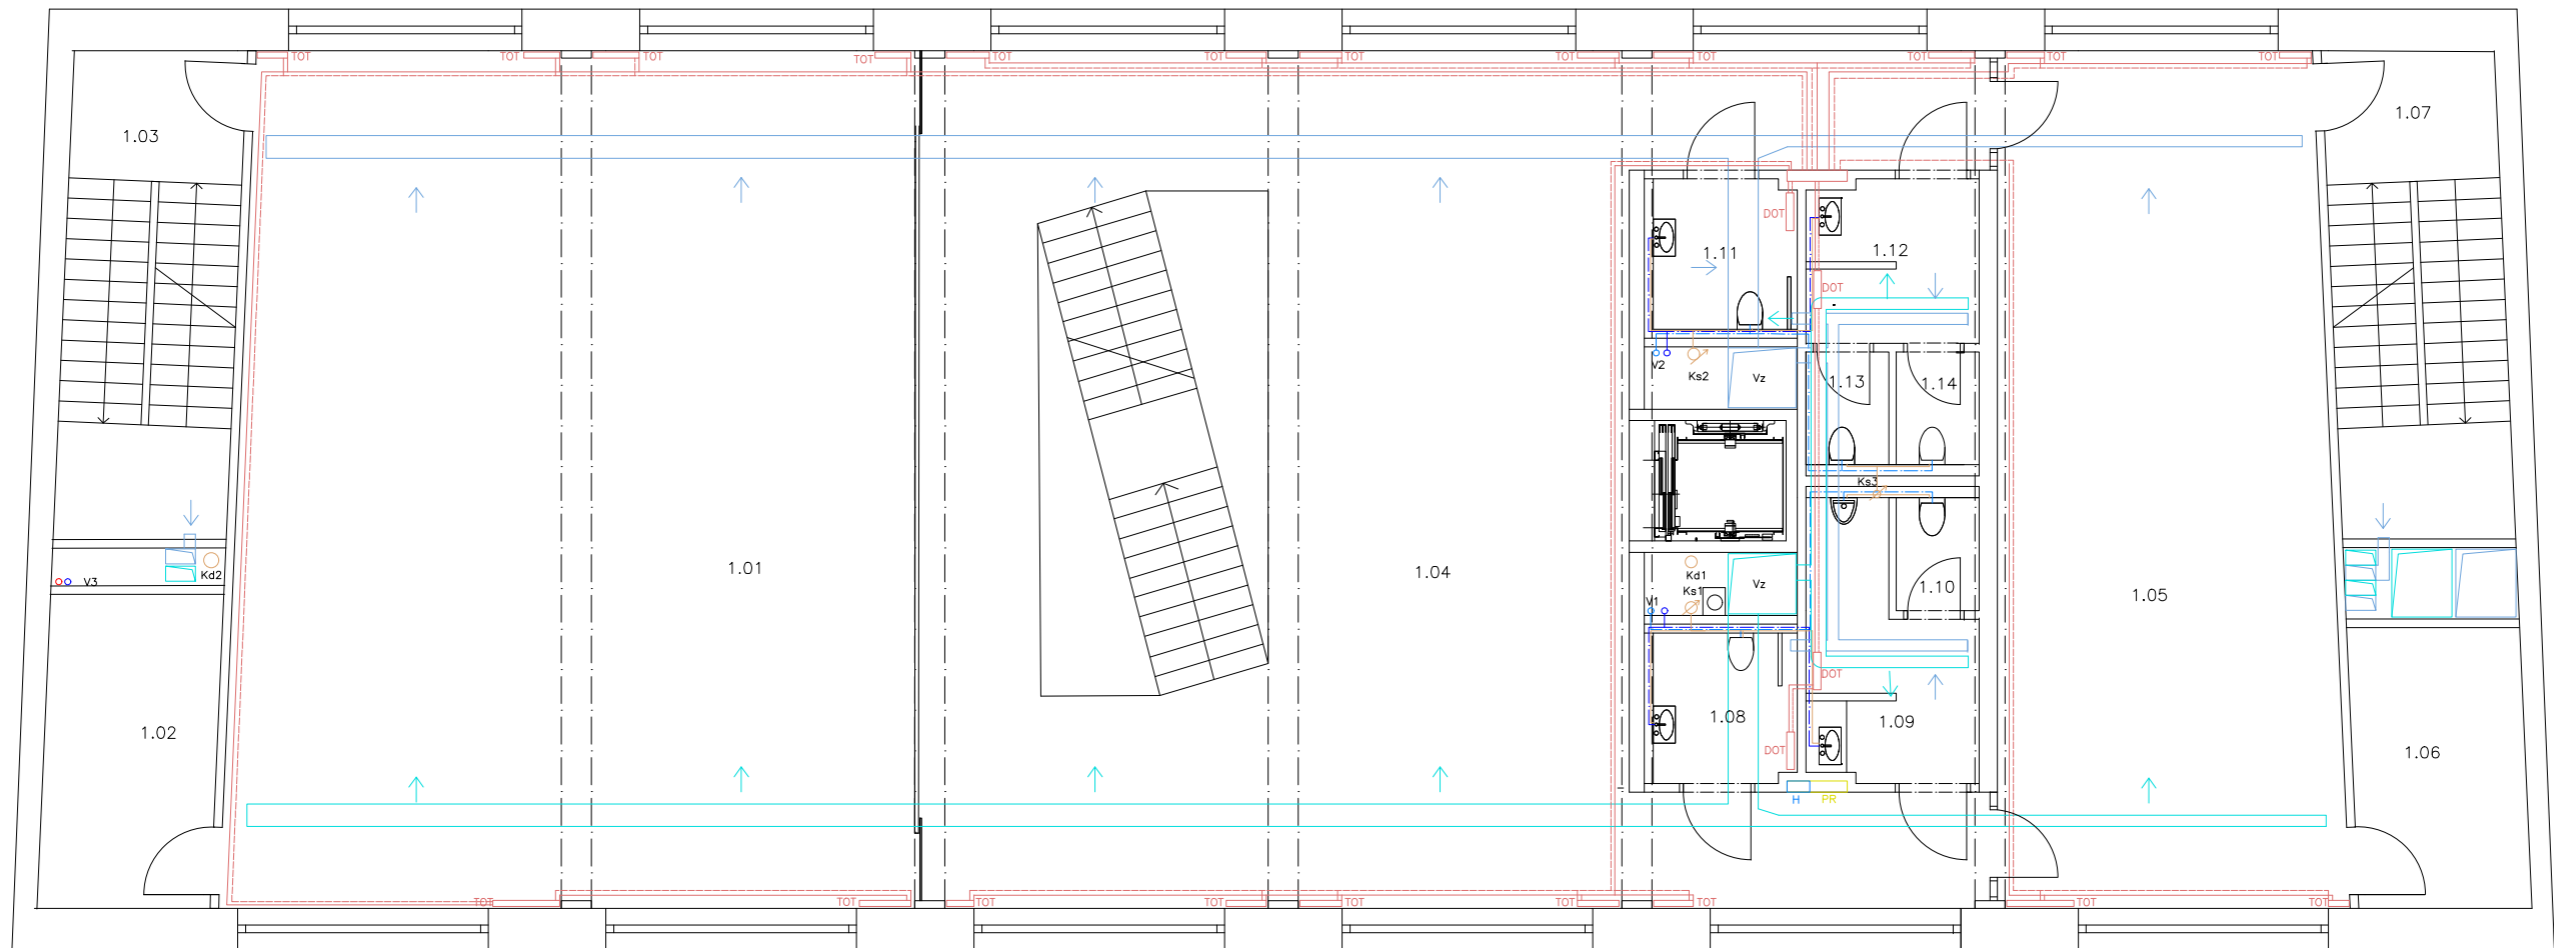 TOT TOT TOT TOT TOT TOT TOT TOT TOT TOT TOT TOT
1.03
1.07
DOT
1.11
1.12
DOT
V2
Ks2
Vz
1.13
1.14
Ks3
1.01
1.04
V3
Kd2
Kd1
Ks1
Vz
V1
1.10
1.05
DOT
1.08
1.09
1.02
DOT
1.06
H
PR
TOT TOT TOT TOT TOT TOT TOT TOT TOT